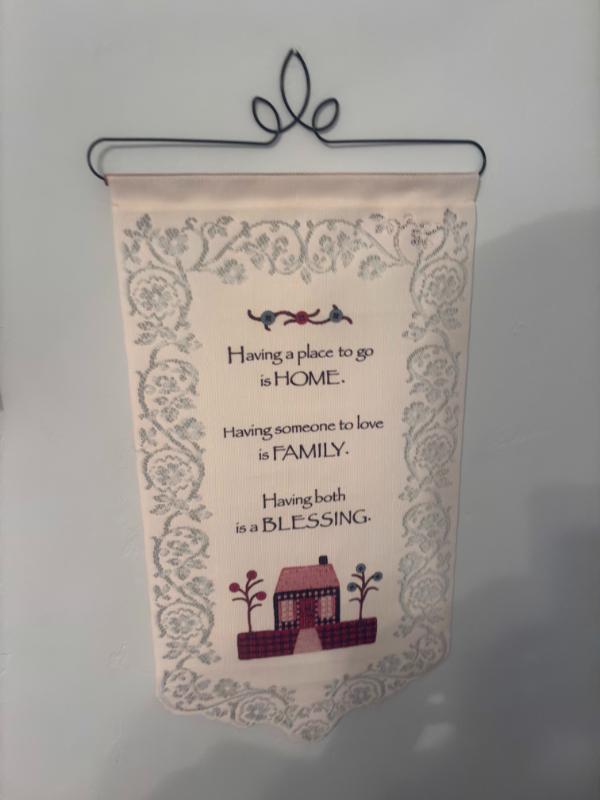 Having a place to go
is HOME.
Having someone to love
is FAMILY.
Having both
is a BLESSING.